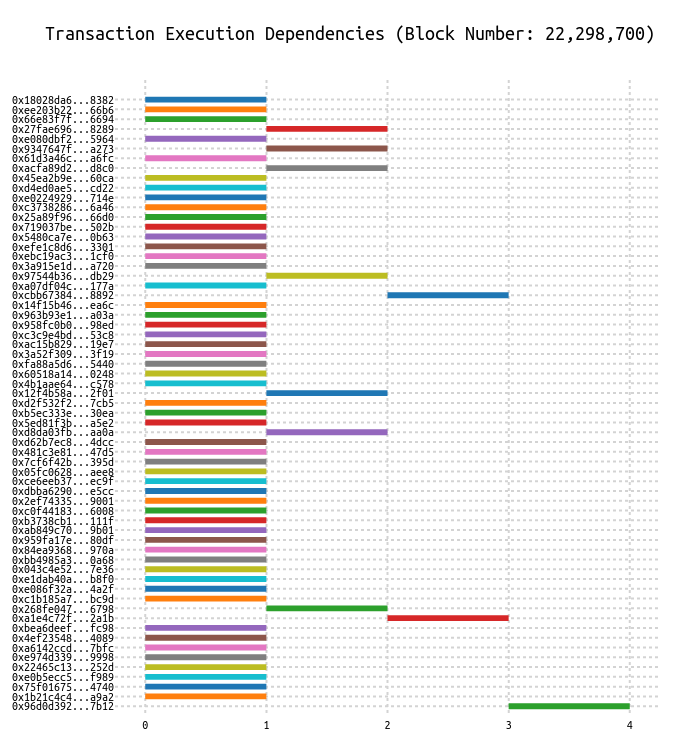 Transaction Execution Dependencies (Block Number: 22,298,700)
0x18028da6...8382
0xee203b22...66b6
0x66e83f7f...6694
0x27fae696...8289
0xe080dbf2...5964
0x9347647f...a273
0x61d3a46c...a6fc
0xacfa89d2...d8c0
0x45ea2b9e...60ca
0xd4ed0ae5...cd22
0xe0224929...714e
0xc3738286...6a46
0x25a89f96...66d0
0x719037be...502b
0x5480ca7e...0b63
0xefe1c8d6...3301
0xebc19ac3...1cf0
0x3a915e1d...a720
0x97544b36...db29
0xa07df04c...177a
0xcbb67384...8892
0x14f15b46...ea6c
0x963b93e1...a03a
0x958fc0b0...98ed
0xc3c9e4bd...53c8
0xac15b829...19e7
0x3a52f309...3f19
0xfa88a5d6...5440
0x60518a14...0248
0x4b1aae64...c578
0x12f4b58a...2f01
0xd2f532f2...7cb5
0xb5ec333e...30ea
0x5ed81f3b...a5e2
0xd8da03fb...aa0a
0xd62b7ec8...4dcc
0x481c3e81...47d5
0x7cf6f42b...395d
0x05fc0628...aee8
0xce6eeb37...ec9f
0xdbba6290...e5cc
0x2ef74335...9001
0xc0f44183...6008
0xb3738cb1...111f
0xab849c70...9b01
0x959fa17e...80df
0x84ea9368...970a
0xbb4985a3...0a68
0x043c4e52...7e36
0xe1dab40a...b8f0
0xe086f32a...4a2f
0xc1b185a7...bc9d
0x268fe047...6798
0xa1e4c72f...2a1b
0xbea6deef...fc98
0x4ef23548...4089
0xa6142ccd...7bfc
0xe974d339...9998
0x22465c13...252d
0xe0b5ecc5...f989
0x75f01675...4740
0x1b21c4c4...a9a2
0x96d0d392...7b12
0 1 2 3 4